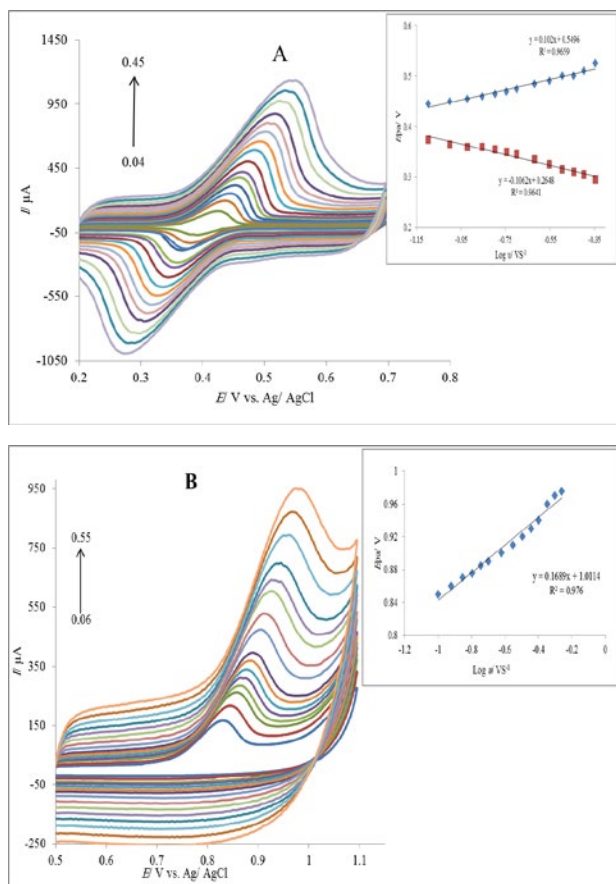 1450
950
450
-50
-550
-1050
0.2 0.3 0.4 0.5 0.6 0.7 0.8
I/ µA
E/ V vs. Ag/ AgCl
A
0.45
0.04
y = 0.102x + 0.5496
R² = 0.9659
y = -0.1062x + 0.2648
R² = 0.9641
0.6
0.5
0.4
0.3
0.2
-1.15 -0.95 -0.75 -0.55 -0.35
Epa/ V
Log ν/ VS⁻¹
950
750
550
350
150
-50
-250
0.5 0.6 0.7 0.8 0.9 1 1.1
I/ µA
E/ V vs. Ag/ AgCl
B
0.55
0.06
1
0.96
0.92
0.88
0.84
0.8
-1.2 -1 -0.8 -0.6 -0.4 -0.2 0
Epa/ V
y = 0.1689x + 1.0114
R² = 0.976
Log ν/ VS⁻¹